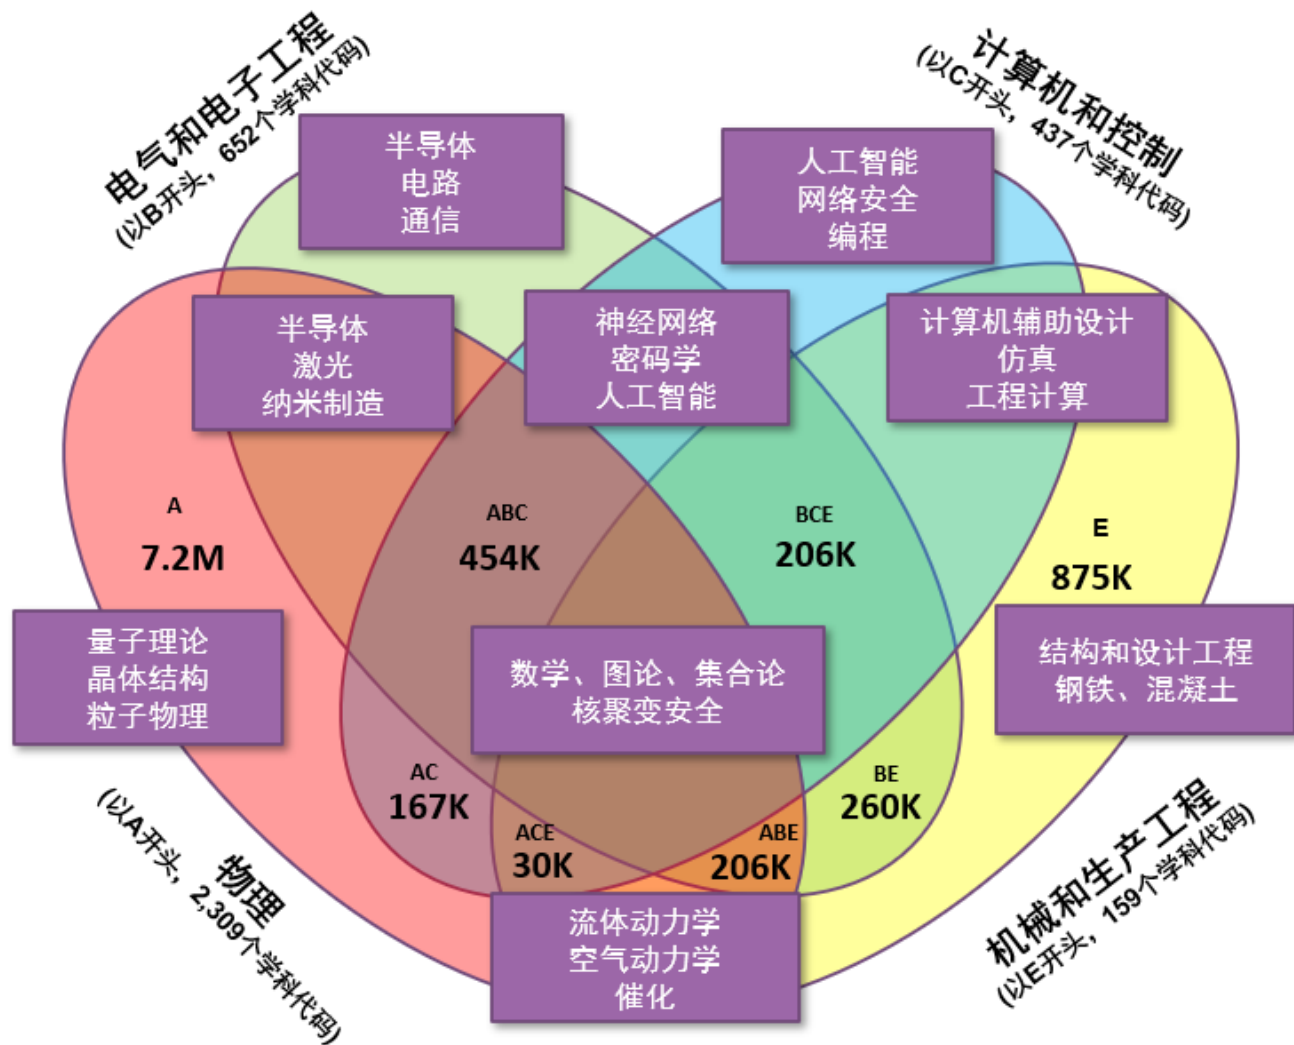 电气和电子工程
(以B开头，652个学科代码)
计算机和控制
(以C开头，437个学科代码)
半导体
电路
通信
人工智能
网络安全
编程
半导体
激光
纳米制造
神经网络
密码学
人工智能
计算机辅助设计
仿真
工程计算
A
7.2M
ABC
454K
BCE
206K
E
875K
量子理论
晶体结构
粒子物理
数学、图论、集合论
核聚变安全
结构和设计工程
钢铁、混凝土
AC
167K
BE
260K
ACE
30K
ABE
206K
流体动力学
空气动力学
催化
物理
(以A开头，2,309个学科代码)
机械和生产工程
(以E开头，159个学科代码)